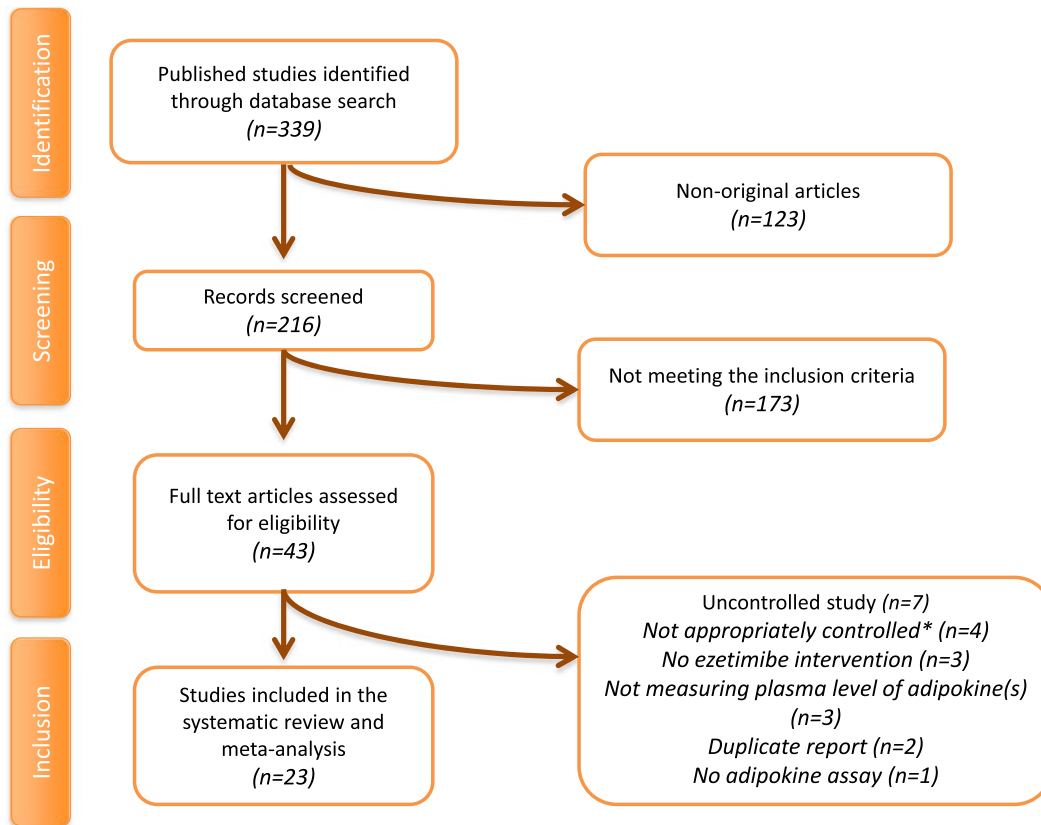 Identification
Published studies identified
through database search
(n=339)
Non-original articles
(n=123)
Screening
Records screened
(n=216)
Not meeting the inclusion criteria
(n=173)
Eligibility
Full text articles assessed
for eligibility
(n=43)
Uncontrolled study (n=7)
Not appropriately controlled* (n=4)
No ezetimibe intervention (n=3)
Not measuring plasma level of adipokine(s)
(n=3)
Duplicate report (n=2)
No adipokine assay (n=1)
Inclusion
Studies included in the
systematic review and
meta-analysis
(n=23)